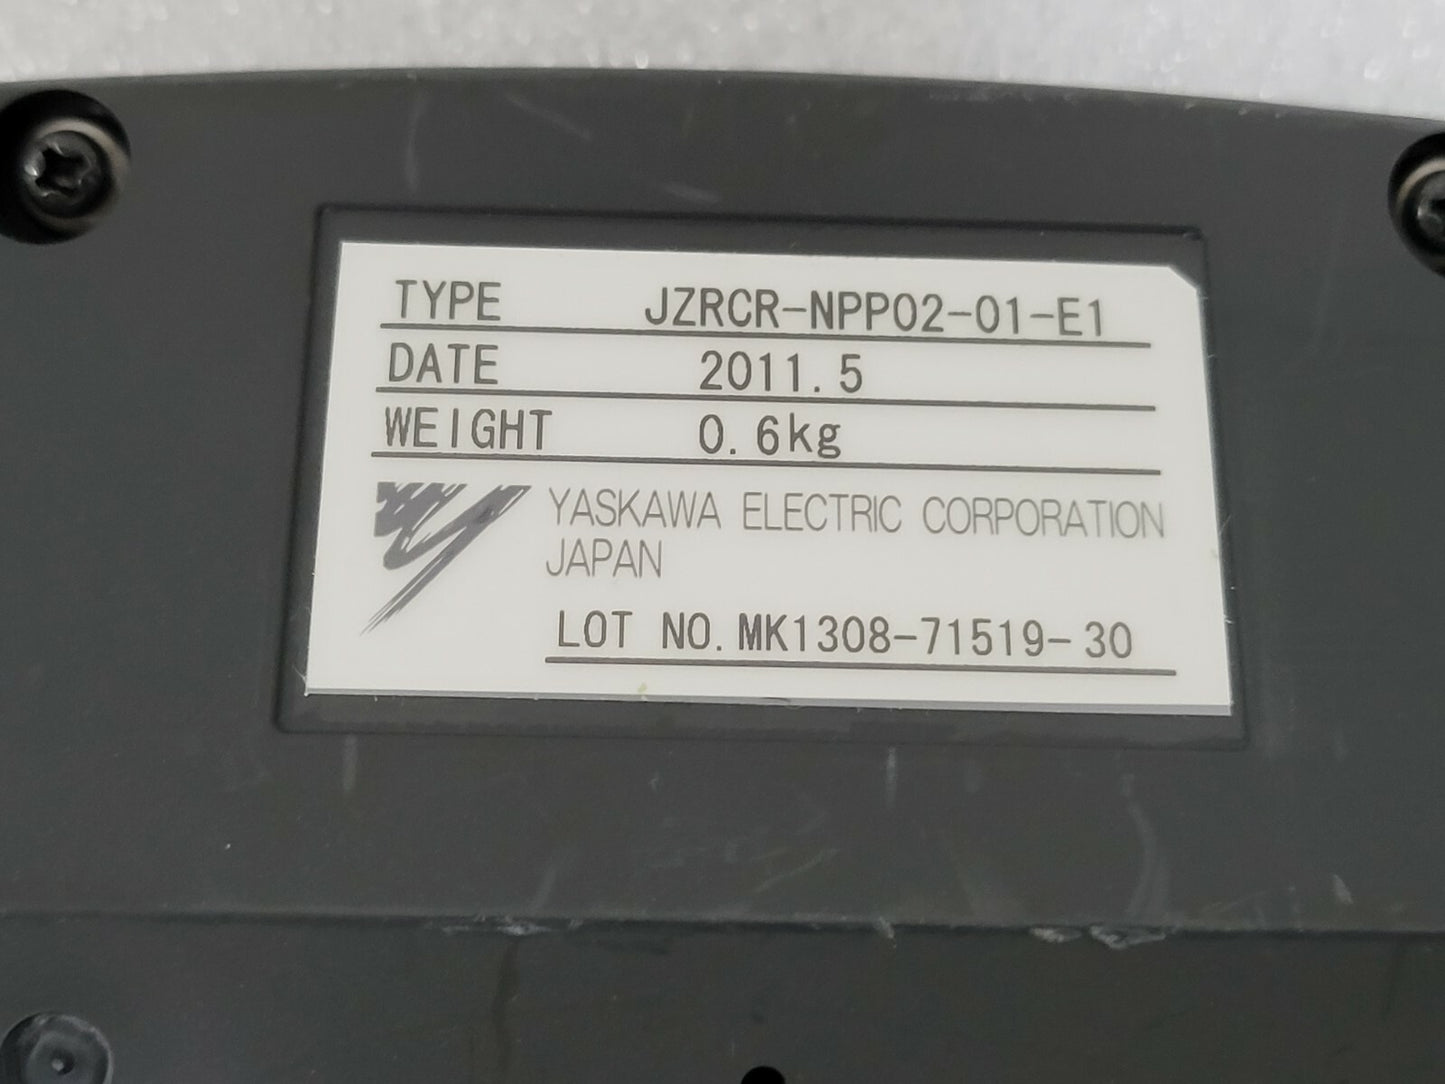 TYPE JZRCR-NPP02-01-E1
DATE 2011.5
WEIGHT 0.6kg
YASKAWA ELECTRIC CORPORATION
JAPAN
LOT NO. MK1308-71519-30